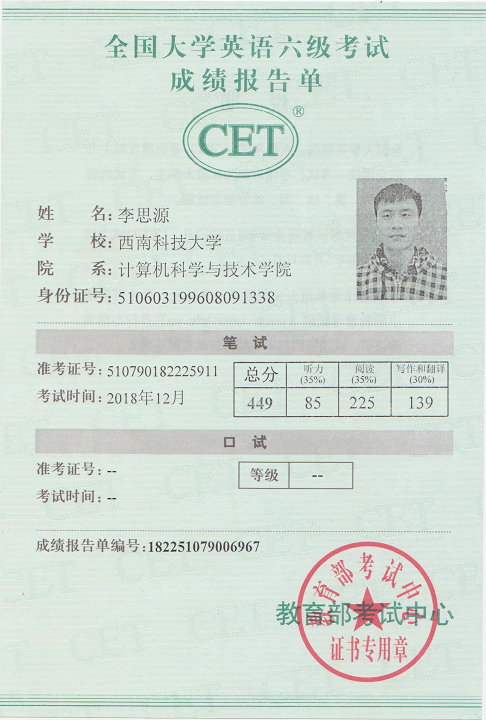 全国大学英语六级考试
成绩报告单
CET®
姓 名: 李思源
学 校: 西南科技大学
院 系: 计算机科学与技术学院
身份证号: 510603199608091338
笔 试
准考证号: 510790182225911
考试时间: 2018年12月
总分 听力 (35%) 阅读 (35%) 写作和翻译 (30%)
449 85 225 139
口 试
准考证号: --
考试时间: --
等级 --
成绩报告单编号: 182251079006967
教育部考试中心
教育部考试中心
证书专用章